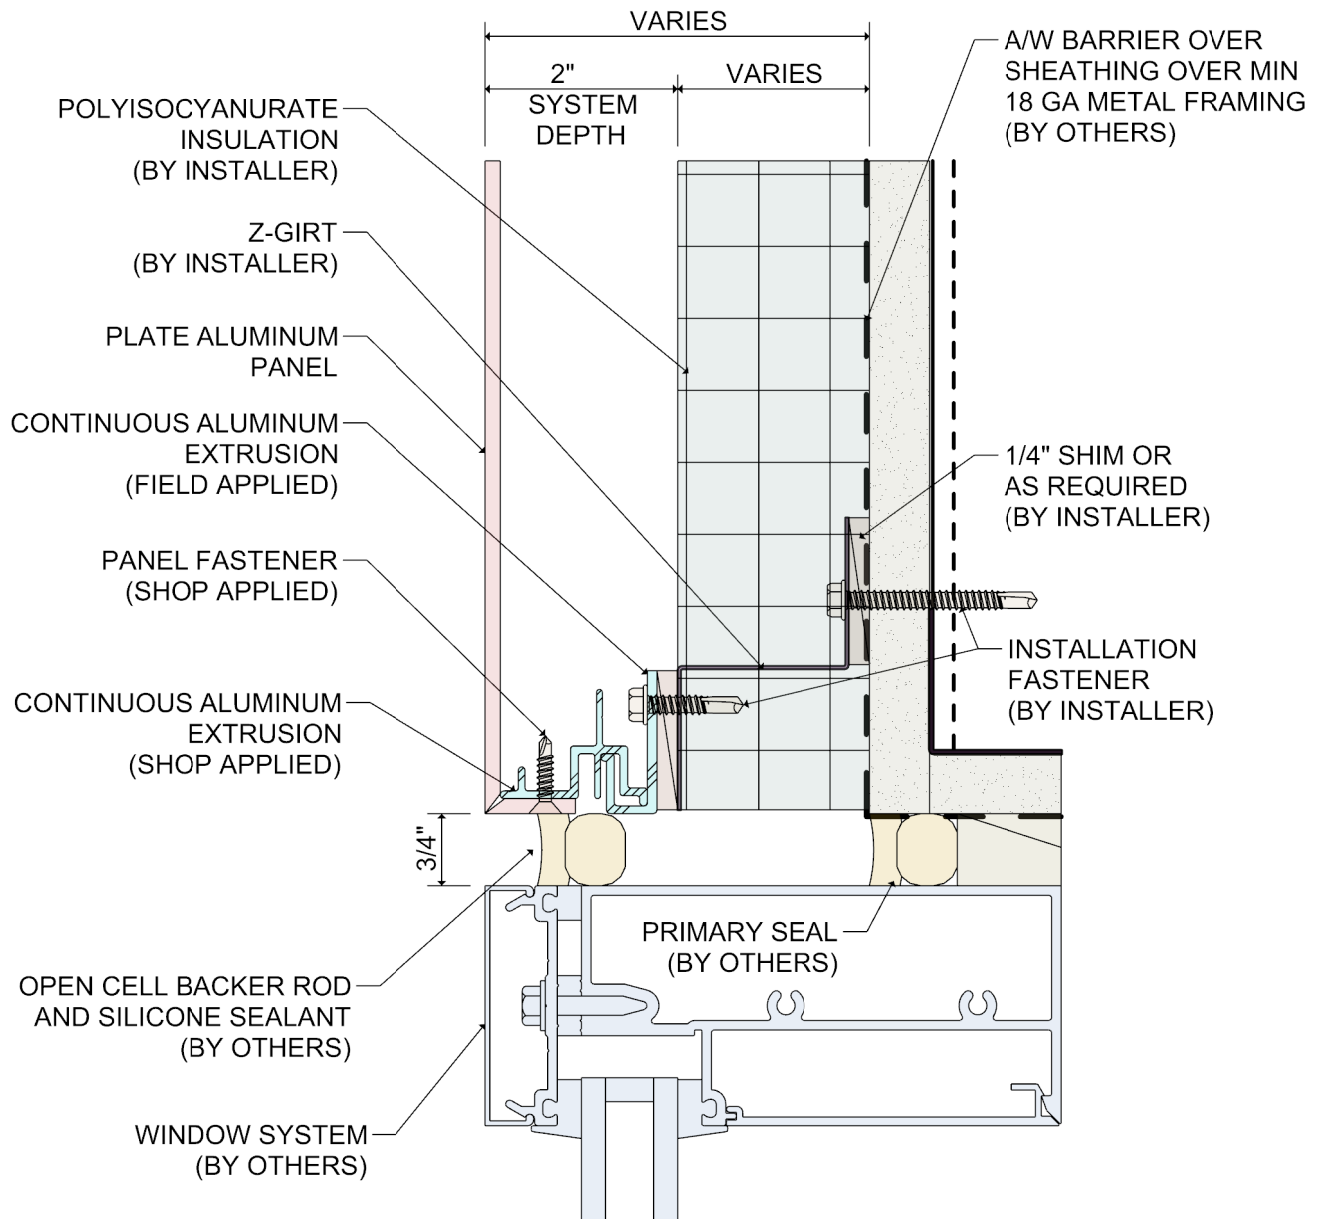 VARIES
2"
SYSTEM
DEPTH
VARIES
POLYISOCYANURATE
INSULATION
(BY INSTALLER)
Z-GIRT
(BY INSTALLER)
PLATE ALUMINUM
PANEL
CONTINUOUS ALUMINUM
EXTRUSION
(FIELD APPLIED)
PANEL FASTENER
(SHOP APPLIED)
CONTINUOUS ALUMINUM
EXTRUSION
(SHOP APPLIED)
3/4"
OPEN CELL BACKER ROD
AND SILICONE SEALANT
(BY OTHERS)
WINDOW SYSTEM
(BY OTHERS)
A/W BARRIER OVER
SHEATHING OVER MIN
18 GA METAL FRAMING
(BY OTHERS)
1/4" SHIM OR
AS REQUIRED
(BY INSTALLER)
INSTALLATION
FASTENER
(BY INSTALLER)
PRIMARY SEAL
(BY OTHERS)